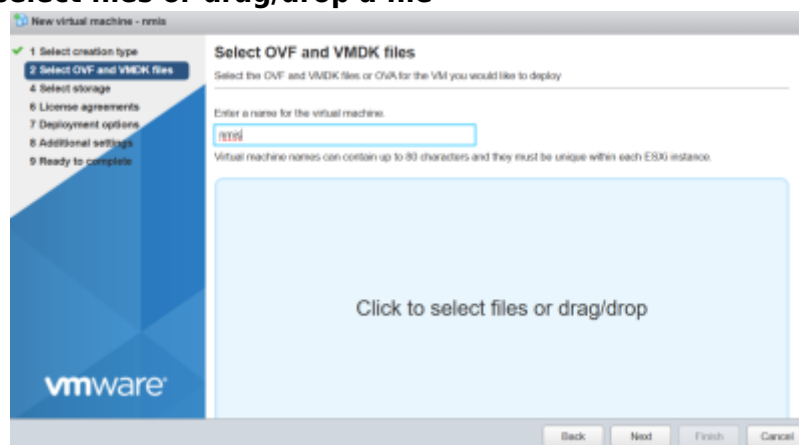 select files or drag/drop a file
New virtual machine - nmis
1 Select creation type
2 Select OVF and VMDK files
4 Select storage
6 License agreements
7 Deployment options
8 Additional settings
9 Ready to complete
Select OVF and VMDK files
Select the OVF and VMDK files or OVA for the VM you would like to deploy
Enter a name for the virtual machine.
nmis
Virtual machine names can contain up to 80 characters and they must be unique within each ESXi instance.
Click to select files or drag/drop
vmware
Back Next Finish Cancel